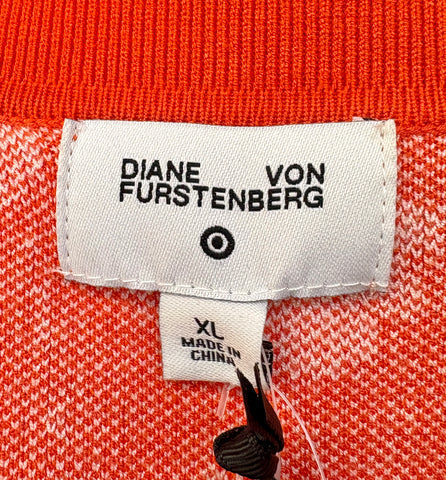 DIANE VON
FURSTENBERG
XL
MADE IN
CHINA